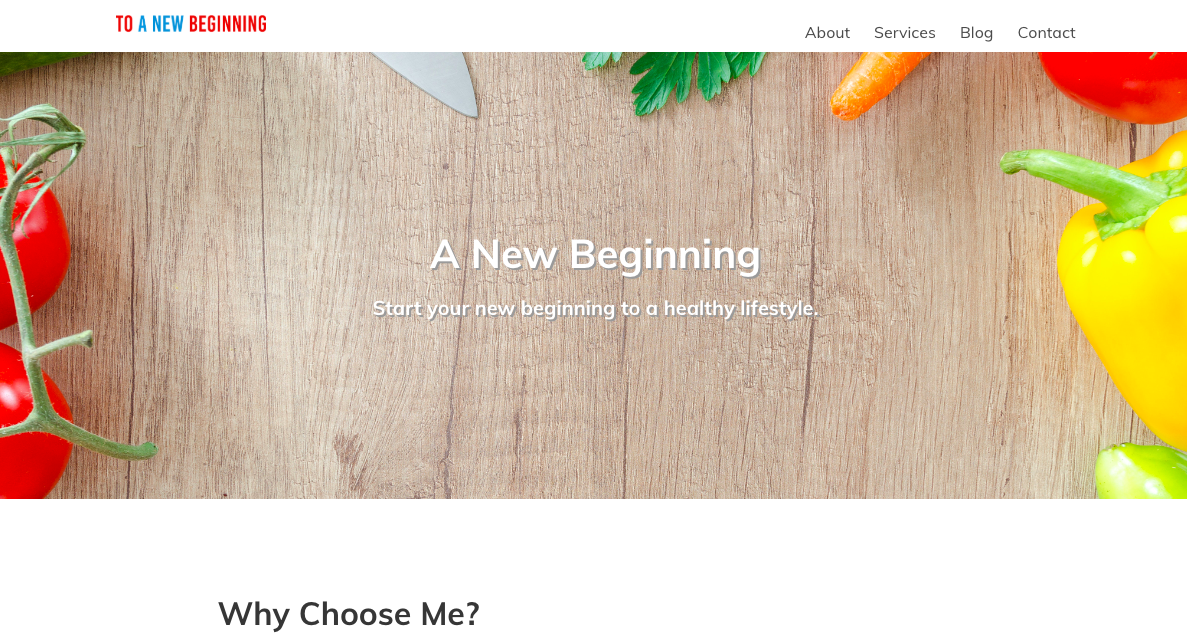 TO A NEW BEGINNING
About Services Blog Contact
A New Beginning
Start your new beginning to a healthy lifestyle.
Why Choose Me?